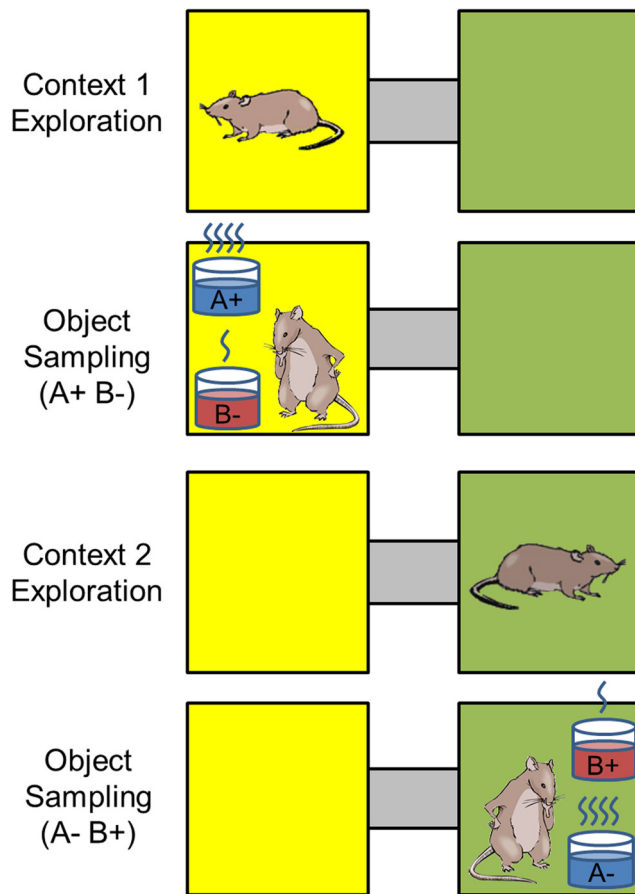 Context 1
Exploration
Object
Sampling
(A+ B-)
A+
B-
Context 2
Exploration
Object
Sampling
(A- B+)
B+
A-